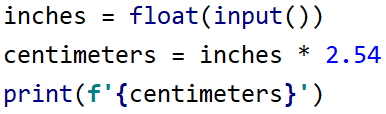 inches = float(input())
centimeters = inches * 2.54
print(f'{centimeters}')